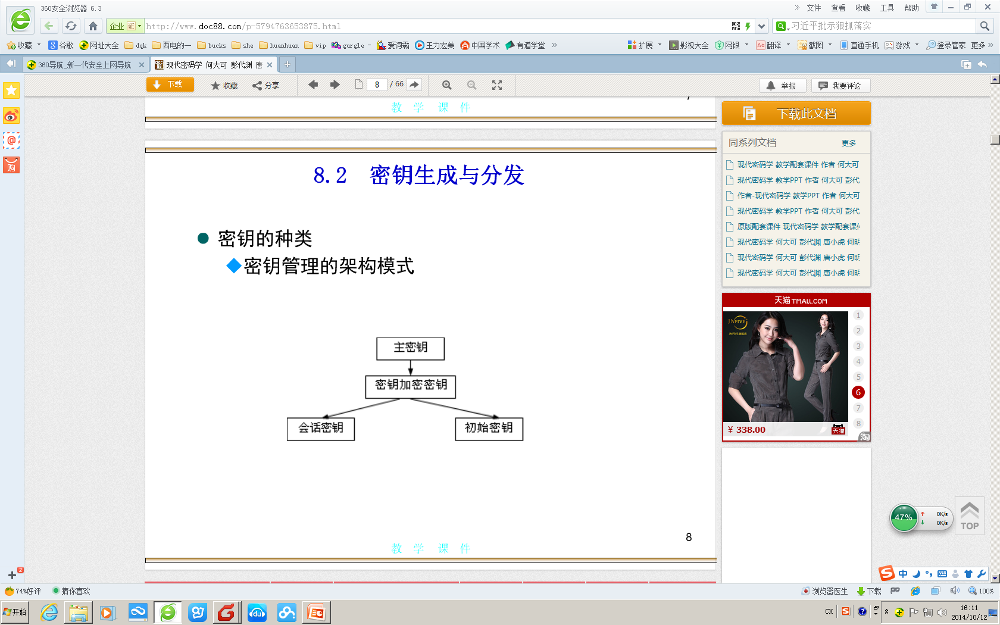 360安全浏览器 6.3
文件 查看 收藏 工具 帮助
企业 证 http://www.doc88.com/p-5794763653875.html
习近平批示狠抓落实
收藏 谷歌 网址大全 dqk 西电的一 bucks she huanhuan vip gurgle - 爱词霸 王力宏美 中国学术 有道学堂 扩展 影视大全 网银 翻译 截图 直通手机 游戏 登录管家 更多
360导航_新一代安全上网导航
现代密码学 何大可 彭代渊 唐
下载 收藏 分享 8 / 66 举报 我要评论
教 学 课 件
8.2 密钥生成与分发
密钥的种类
密钥管理的架构模式
主密钥
密钥加密密钥
会话密钥 初始密钥
8
教 学 课 件
下载此文档
同系列文档 更多
现代密码学 教学配套课件 作者 何大可
现代密码学 教学PPT 作者 何大可 彭代
作者-现代密码学 教学PPT 作者 何大可
现代密码学 教学PPT 作者 何大可 彭代
原版配套课件 现代密码学 教学配套课件
现代密码学 何大可 彭代渊 唐小虎 何明
现代密码学 何大可 彭代渊 唐小虎 何明
现代密码学 何大可 彭代渊 唐小虎 何明
天猫 TMALL.COM
JNFIVE
1
2
3
4
5
6
7
8
¥ 338.00
天猫
淘
购
47%
0K/s
0K/s
TOP
2
中
74%好评 猜你喜欢
浏览器医生 下载 100%
开始
CH
16:11
2014/10/12